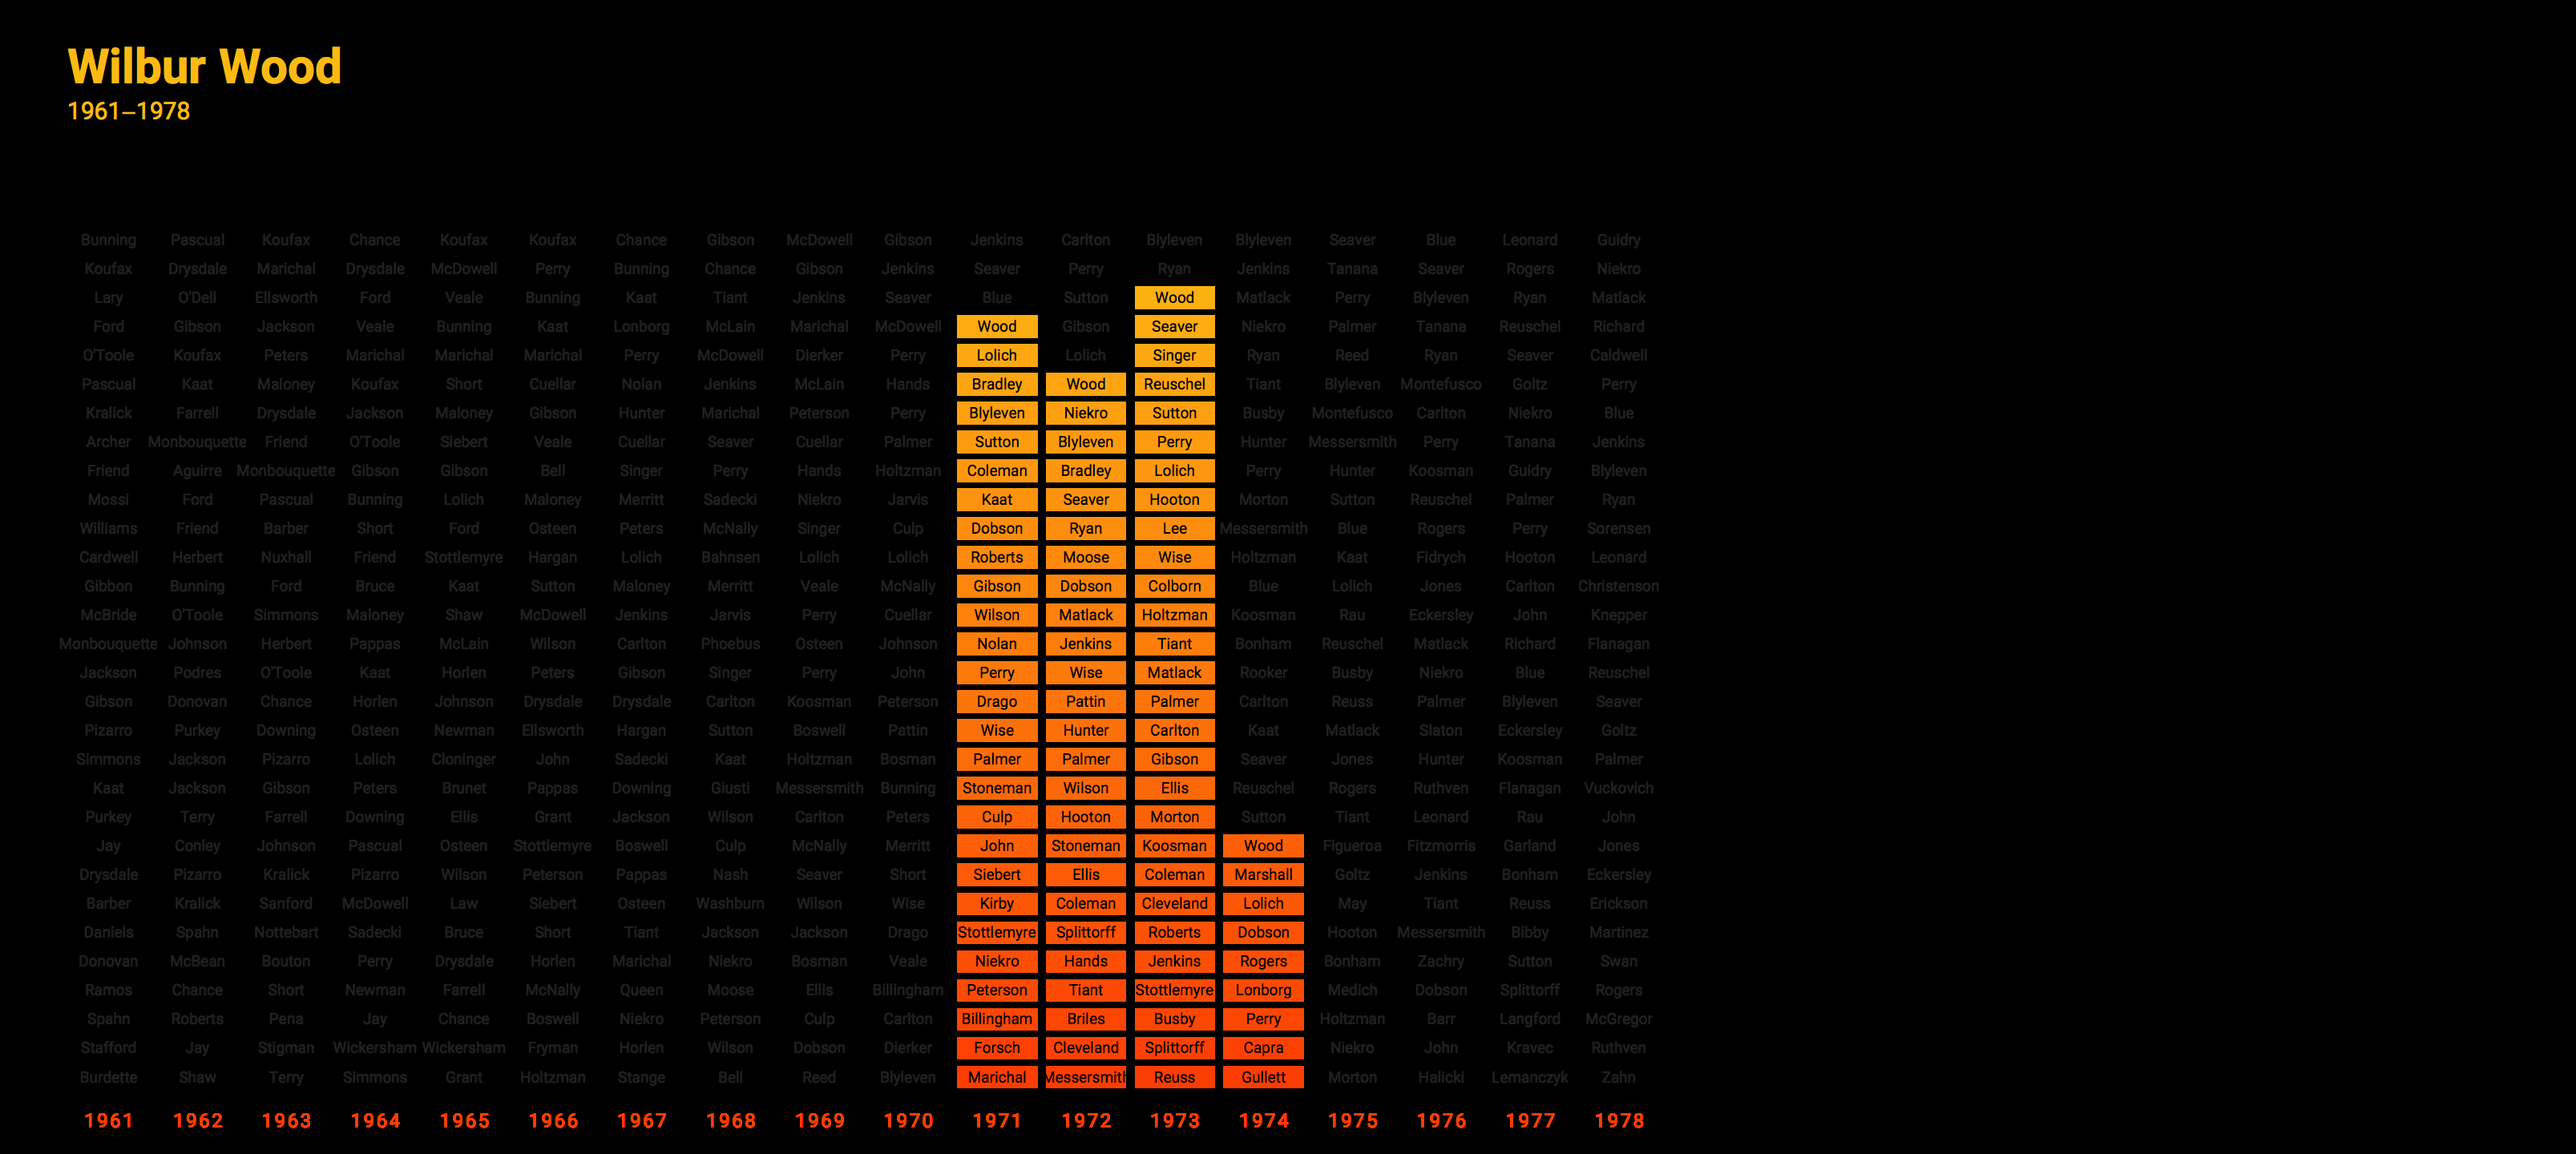 Wilbur Wood
1961–1978
Bunning Pascual Koufax Chance Koufax Koufax Chance Gibson McDowell Gibson Jenkins Carlton Blyleven Blyleven Seaver Blue Leonard Guidry
Koufax Drysdale Marichal Drysdale McDowell Perry Bunning Chance Gibson Jenkins Seaver Perry Ryan Jenkins Tanana Seaver Rogers Niekro
Lary O'Dell Ellsworth Ford Veale Bunning Kaat Tiant Jenkins Seaver Blue Sutton Wood Matlack Perry Blyleven Ryan Matlack
Ford Gibson Jackson Veale Bunning Kaat Lonborg McLain Marichal McDowell Wood Gibson Seaver Niekro Palmer Tanana Reuschel Richard
O'Toole Koufax Peters Marichal Marichal Marichal Perry McDowell Dierker Perry Lolich Lolich Singer Ryan Reed Ryan Seaver Caldwell
Pascual Kaat Maloney Koufax Short Cuellar Nolan Jenkins McLain Hands Bradley Wood Reuschel Tiant Blyleven Montefusco Goltz Perry
Kralick Farrell Drysdale Jackson Maloney Gibson Hunter Marichal Peterson Perry Blyleven Niekro Sutton Busby Montefusco Carlton Niekro Blue
Archer Monbouquette Friend O'Toole Siebert Veale Cuellar Seaver Cuellar Palmer Sutton Blyleven Perry Hunter Messersmith Perry Tanana Jenkins
Friend Aguirre Monbouquette Gibson Gibson Bell Singer Perry Hands Holtzman Coleman Bradley Lolich Perry Hunter Koosman Guidry Blyleven
Mossi Ford Pascual Bunning Lolich Maloney Merritt Sadecki Niekro Jarvis Kaat Seaver Hooton Morton Sutton Reuschel Palmer Ryan
Williams Friend Barber Short Ford Osteen Peters McNally Singer Culp Dobson Ryan Lee Messersmith Blue Rogers Perry Sorensen
Cardwell Herbert Nuxhall Friend Stottlemyre Hargan Lolich Bahnsen Lolich Lolich Roberts Moose Wise Holtzman Kaat Fidrych Hooton Leonard
Gibbon Bunning Ford Bruce Kaat Sutton Maloney Merritt Veale McNally Gibson Dobson Colborn Blue Lolich Jones Carlton Christenson
McBride O'Toole Simmons Maloney Shaw McDowell Jenkins Jarvis Perry Cuellar Wilson Matlack Holtzman Koosman Rau Eckersley John Knepper
Monbouquette Johnson Herbert Pappas McLain Wilson Carlton Phoebus Osteen Johnson Nolan Jenkins Tiant Bonham Reuschel Matlack Richard Flanagan
Jackson Podres O'Toole Kaat Horlen Peters Gibson Singer Perry John Perry Wise Matlack Rooker Busby Niekro Blue Reuschel
Gibson Donovan Chance Horlen Johnson Drysdale Drysdale Carlton Koosman Peterson Drago Pattin Palmer Carlton Reuss Palmer Blyleven Seaver
Pizarro Purkey Downing Osteen Newman Ellsworth Hargan Sutton Boswell Pattin Wise Hunter Carlton Kaat Matlack Slaton Eckersley Goltz
Simmons Jackson Pizarro Lolich Cloninger John Sadecki Kaat Holtzman Bosman Palmer Palmer Gibson Seaver Jones Hunter Koosman Palmer
Kaat Jackson Gibson Peters Brunet Pappas Downing Giusti Messersmith Bunning Stoneman Wilson Ellis Reuschel Rogers Ruthven Flanagan Vuckovich
Purkey Terry Farrell Downing Ellis Grant Jackson Wilson Carlton Peters Culp Hooton Morton Sutton Tiant Leonard Rau John
Jay Conley Johnson Pascual Osteen Stottlemyre Boswell Culp McNally Merritt John Stoneman Koosman Wood Figueroa Fitzmorris Garland Jones
Drysdale Pizarro Kralick Pizarro Wilson Peterson Pappas Nash Seaver Short Siebert Ellis Coleman Marshall Goltz Jenkins Bonham Eckersley
Barber Kralick Sanford McDowell Law Siebert Osteen Washburn Wilson Wise Kirby Coleman Cleveland Lolich May Tiant Reuss Erickson
Daniels Spahn Nottebart Sadecki Bruce Short Tiant Jackson Jackson Drago Stottlemyre Splittorff Roberts Dobson Hooton Messersmith Bibby Martinez
Donovan McBean Bouton Perry Drysdale Horlen Marichal Niekro Bosman Veale Niekro Hands Jenkins Rogers Bonham Zachry Sutton Swan
Ramos Chance Short Newman Farrell McNally Queen Moose Ellis Billingham Peterson Tiant Stottlemyre Lonborg Medich Dobson Splittorff Rogers
Spahn Roberts Pena Jay Chance Boswell Niekro Peterson Culp Carlton Billingham Briles Busby Perry Holtzman Barr Langford McGregor
Stafford Jay Stigman Wickersham Wickersham Fryman Horlen Wilson Dobson Dierker Forsch Cleveland Splittorff Capra Niekro John Kravec Ruthven
Burdette Shaw Terry Simmons Grant Holtzman Stange Bell Reed Blyleven Marichal Messersmith Reuss Gullett Morton Halicki Lemanczyk Zahn
1961 1962 1963 1964 1965 1966 1967 1968 1969 1970 1971 1972 1973 1974 1975 1976 1977 1978